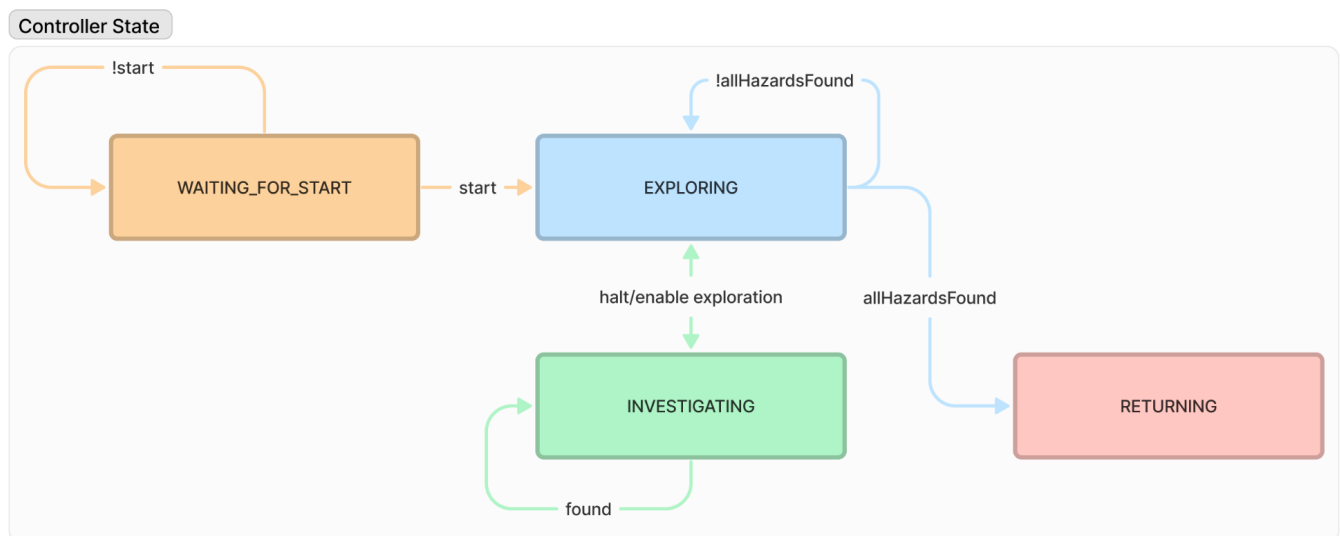 Controller State
!start
!allHazardsFound
WAITING_FOR_START
start
EXPLORING
halt/enable exploration
allHazardsFound
INVESTIGATING
RETURNING
found